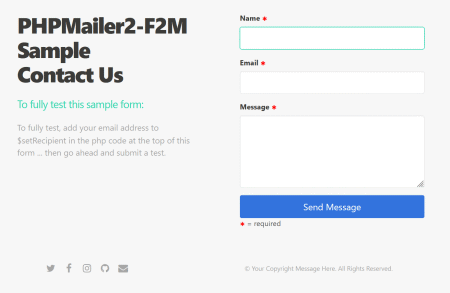 PHPMailer2-F2M
Sample
Contact Us
To fully test this sample form:
To fully test, add your email address to
$setRecipient in the php code at the top of this
form ... then go ahead and submit a test.
Name *
Email *
Message *
Send Message
* = required
© Your Copyright Message Here. All Rights Reserved.